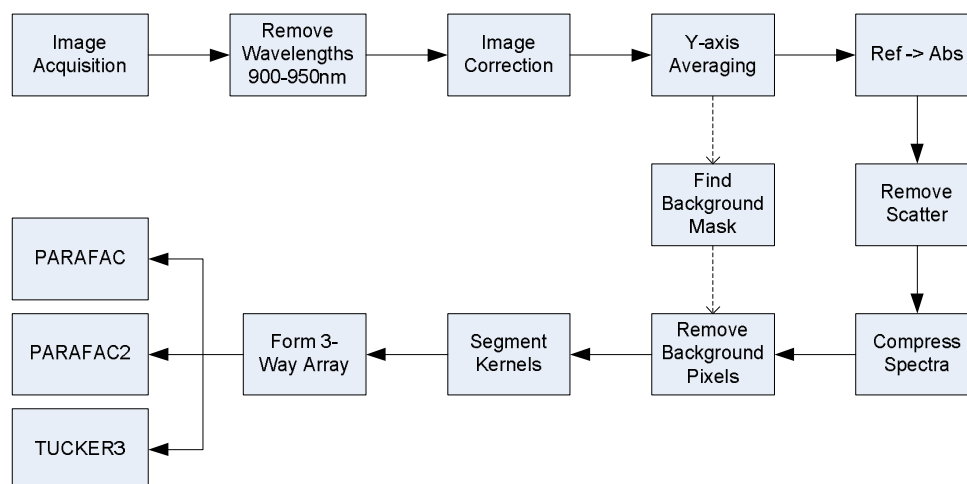 Image
Acquisition
Remove
Wavelengths
900-950nm
Image
Correction
Y-axis
Averaging
Ref -> Abs
Find
Background
Mask
Remove
Scatter
PARAFAC
PARAFAC2
TUCKER3
Form 3-
Way Array
Segment
Kernels
Remove
Background
Pixels
Compress
Spectra